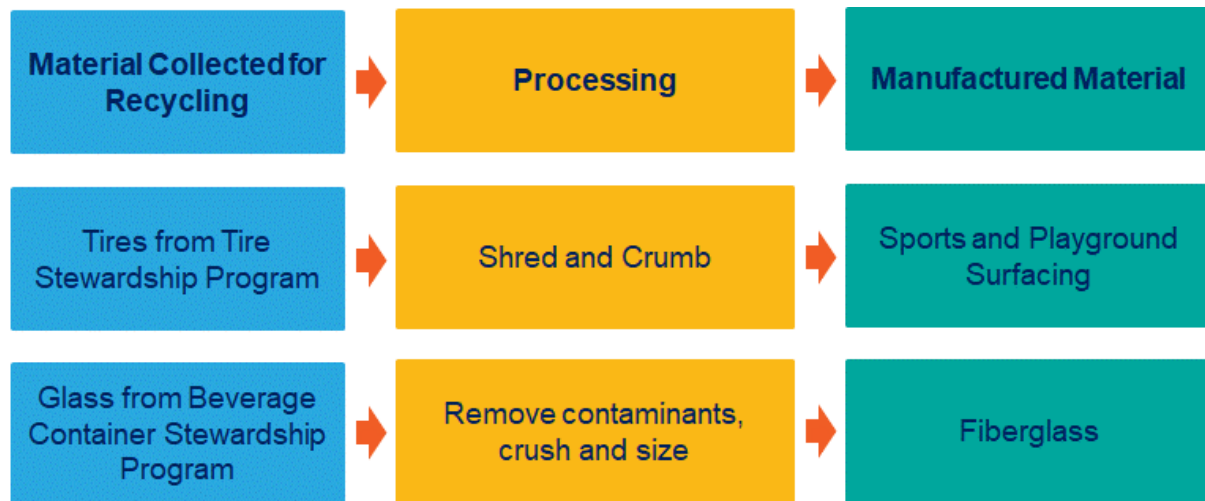 Material Collected for
Recycling
Processing
Manufactured Material
Tires from Tire
Stewardship Program
Shred and Crumb
Sports and Playground
Surfacing
Glass from Beverage
Container Stewardship
Program
Remove contaminants,
crush and size
Fiberglass